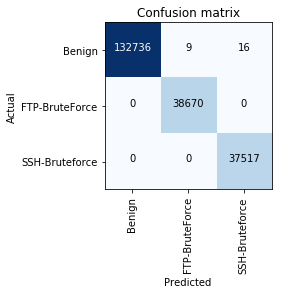 Confusion matrix
Actual
Benign 132736 9 16
FTP-BruteForce 0 38670 0
SSH-Bruteforce 0 0 37517
Benign
FTP-BruteForce
SSH-Bruteforce
Predicted